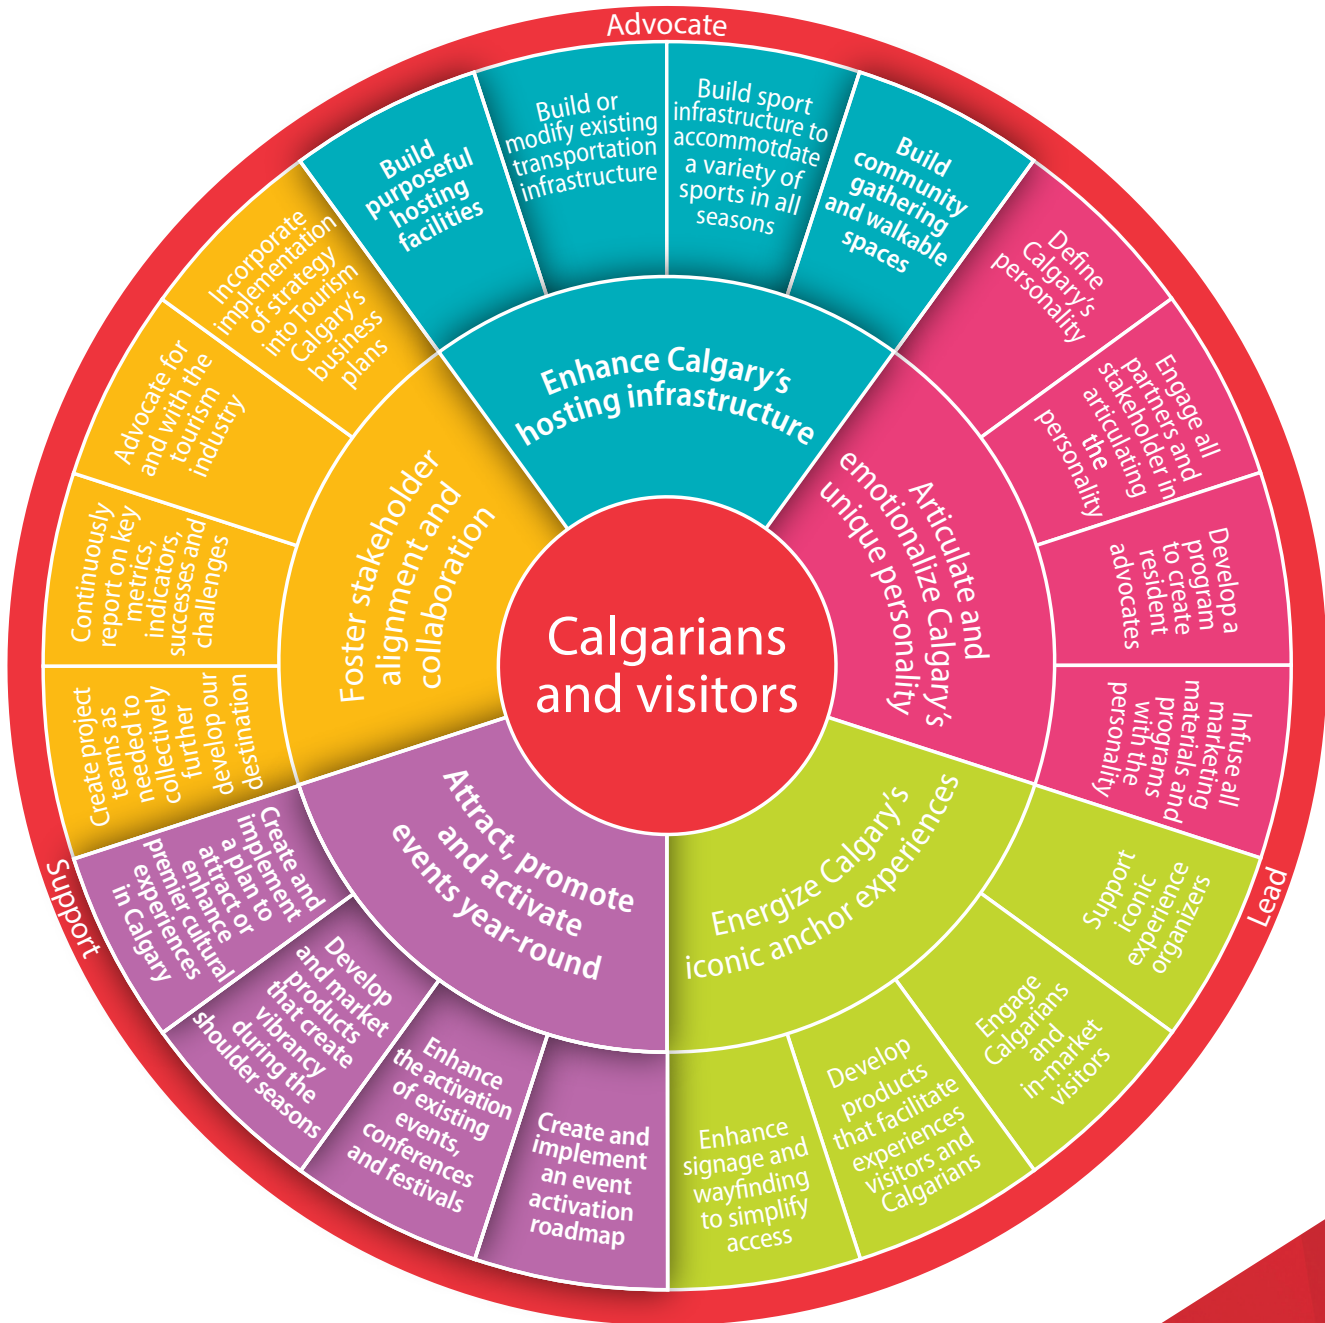 Advocate
Build
purposeful
hosting
facilities
Build or
modify existing
transportation
infrastructure
Build sport
infrastructure to
accommotdate
a variety of
sports in all
seasons
Build
community
gathering
and walkable
spaces
Enhance Calgary's
hosting infrastructure
Define
Calgary's
personality
Engage all
partners and
stakeholder in
articulating
the
personality
Develop a
program
to create
resident
advocates
Infuse all
marketing
materials and
programs
with the
personality
Articulate and
emotionalize Calgary's
unique personality
Lead
Support
iconic
experience
organizers
Engage
Calgarians
and
in-market
visitors
Develop
products
that facilitate
experiences
visitors and
Calgarians
Enhance
signage and
wayfinding
to simplify
access
Energize Calgary's
iconic anchor experiences
Create and
implement
an event
activation
roadmap
Enhance
the activation
of existing
events,
conferences
and festivals
Develop
and market
products
that create
vibrancy
during the
shoulder seasons
Create and
implement
a plan to
attract or
enhance
premier cultural
experiences
in Calgary
Attract, promote
and activate
events year-round
Support
Create project
teams as
needed to
collectively
further
develop our
destination
Continuously
report on key
metrics,
indicators,
successes and
challenges
Advocate for
and with the
tourism
industry
Incorporate
implementation
of strategy
into Tourism
Calgary's
business
plans
Foster stakeholder
alignment and
collaboration
Calgarians
and visitors